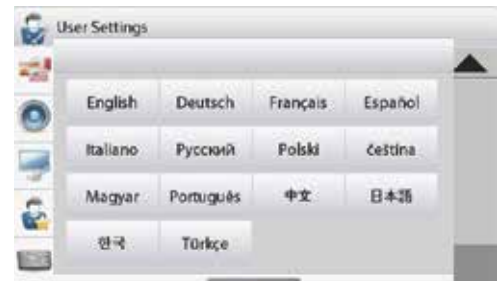 User Settings
English Deutsch Français Español
Italiano Русский Polski čeština
Magyar Português 中文 日本語
한국 Türkçe